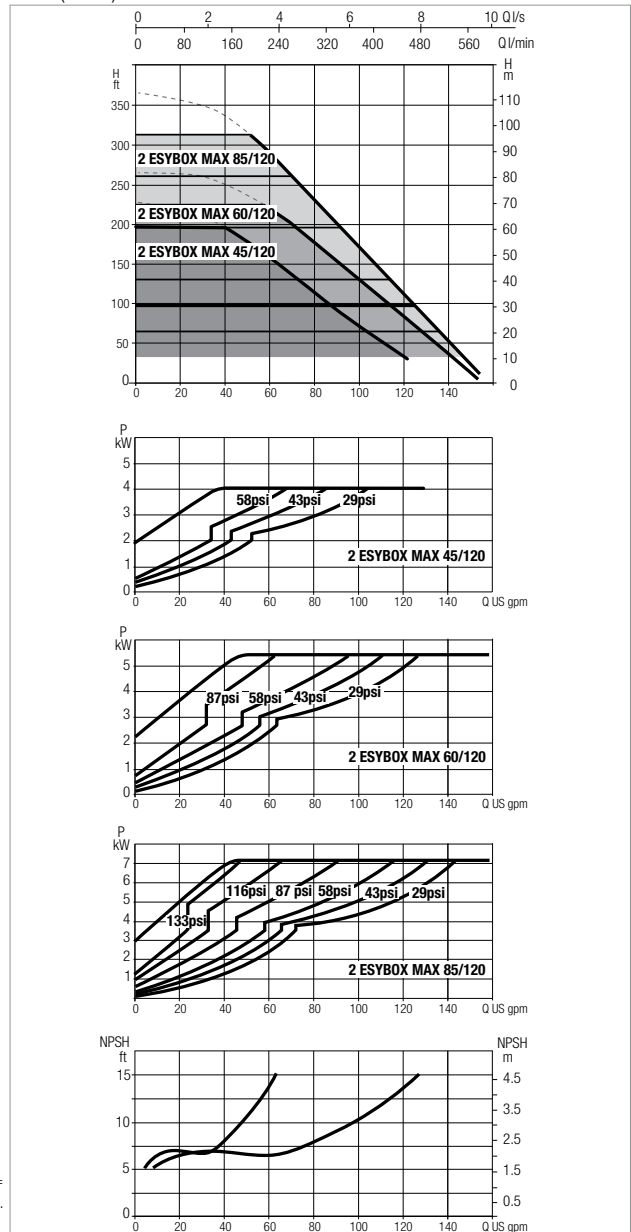 0 2 4 6 8 10 Q l/s
0 80 160 240 320 400 480 560 Q l/min
H
ft
H
m
350
300
250
200
150
100
50
0
110
100
90
80
70
60
50
40
30
20
10
0
2 ESYBOX MAX 85/120
2 ESYBOX MAX 60/120
2 ESYBOX MAX 45/120
20 40 60 80 100 120 140
P
kW
5
4
3
2
1
0
58psi 43psi 29psi
2 ESYBOX MAX 45/120
0 20 40 60 80 100 120 140 Q US gpm
P
kW
5
4
3
2
1
0
87psi 58psi 43psi 29psi
2 ESYBOX MAX 60/120
0 20 40 60 80 100 120 140 Q US gpm
P
kW
7
6
5
4
3
2
1
133psi 116psi 87 psi 58psi 43psi 29psi
2 ESYBOX MAX 85/120
0 20 40 60 80 100 120 140 Q US gpm
NPSH
ft
NPSH
m
15
10
5
0
4.5
3.5
2.5
1.5
0.5
0 20 40 60 80 100 120 140 Q US gpm